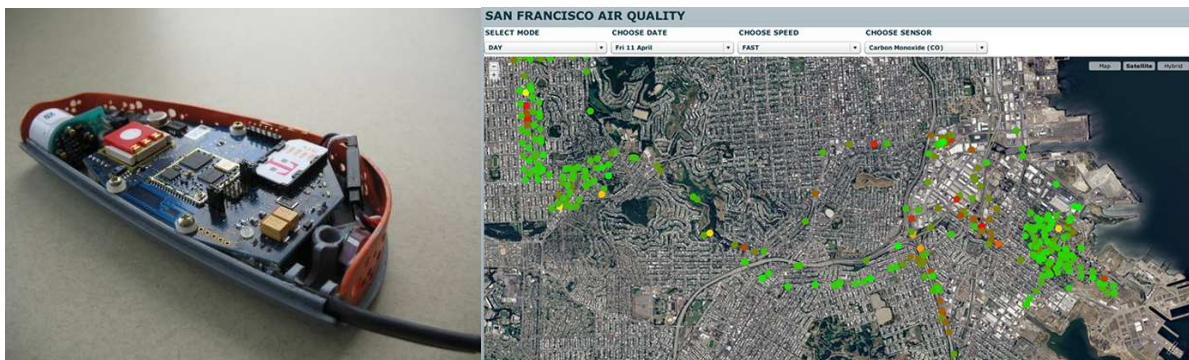 SAN FRANCISCO AIR QUALITY
SELECT MODE CHOOSE DATE CHOOSE SPEED CHOOSE SENSOR
DAY Fri 11 April FAST Carbon Monoxide (CO)
Map Satellite Hybrid